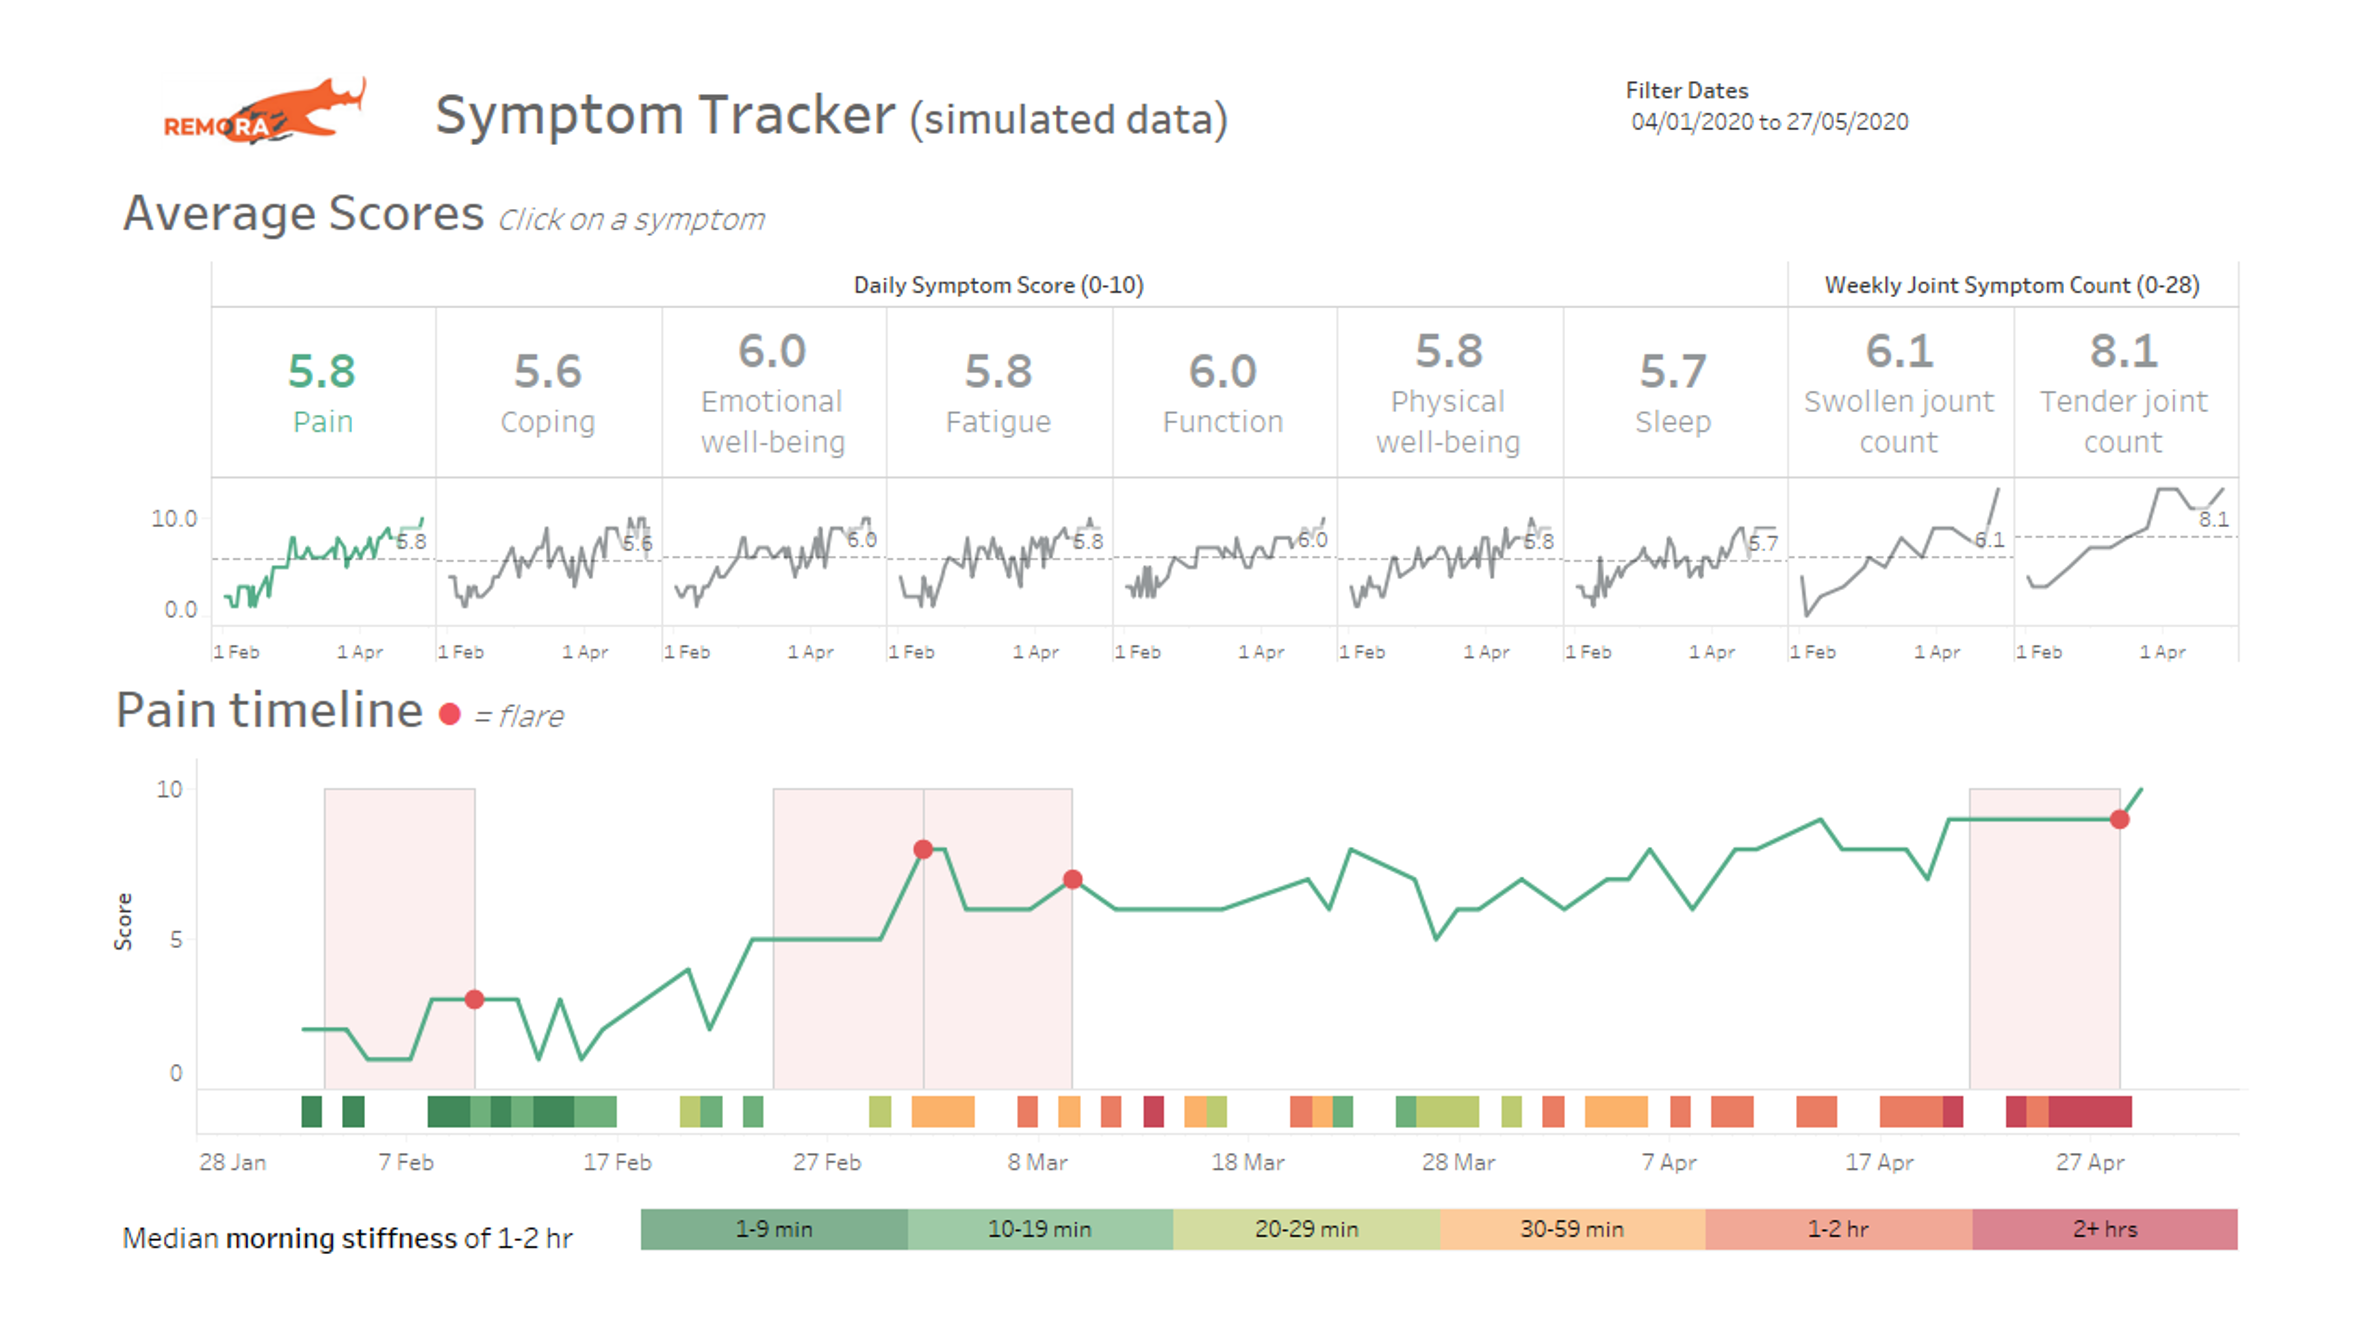 REMORA
Symptom Tracker (simulated data)
Filter Dates
04/01/2020 to 27/05/2020
Average Scores Click on a symptom
Daily Symptom Score (0-10)
Weekly Joint Symptom Count (0-28)
5.8
Pain
5.6
Coping
6.0
Emotional
well-being
5.8
Fatigue
6.0
Function
5.8
Physical
well-being
5.7
Sleep
6.1
Swollen jount
count
8.1
Tender joint
count
10.0
0.0
5.8
5.6
6.0
5.8
6.0
5.8
5.7
6.1
8.1
1 Feb 1 Apr
1 Feb 1 Apr
1 Feb 1 Apr
1 Feb 1 Apr
1 Feb 1 Apr
1 Feb 1 Apr
1 Feb 1 Apr
1 Feb 1 Apr
1 Feb 1 Apr
Pain timeline = flare
Score
10
5
0
28 Jan 7 Feb 17 Feb 27 Feb 8 Mar 18 Mar 28 Mar 7 Apr 17 Apr 27 Apr
Median morning stiffness of 1-2 hr
1-9 min 10-19 min 20-29 min 30-59 min 1-2 hr 2+ hrs